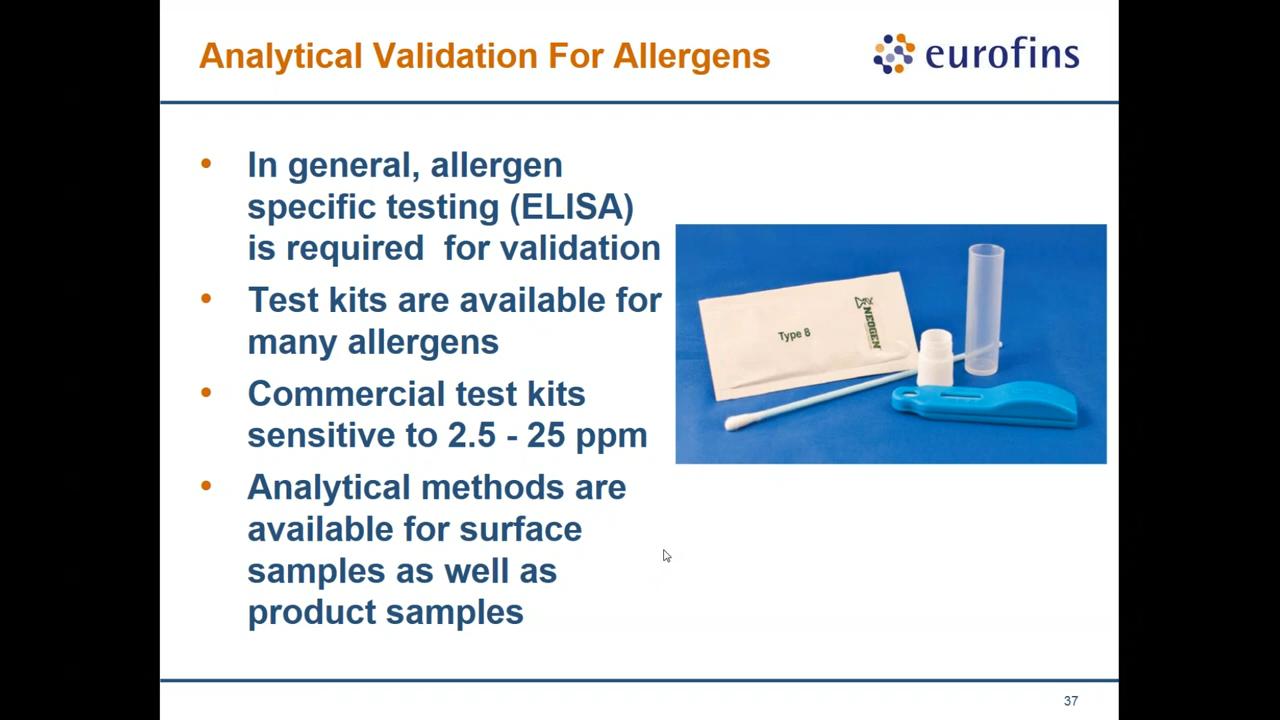 Analytical Validation For Allergens
eurofins
• In general, allergen
specific testing (ELISA)
is required  for validation
• Test kits are available for
many allergens
• Commercial test kits
sensitive to 2.5 - 25 ppm
• Analytical methods are
available for surface
samples as well as
product samples
Type 8
NEOGEN
37